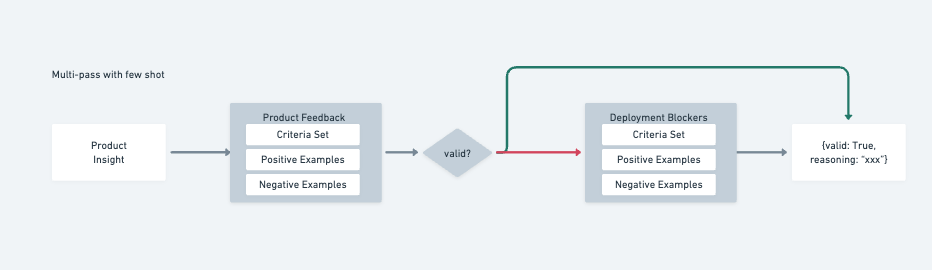 Multi-pass with few shot
Product
Insight
Product Feedback
Criteria Set
Positive Examples
Negative Examples
valid?
Deployment Blockers
Criteria Set
Positive Examples
Negative Examples
{valid: True,
reasoning: “xxx”}